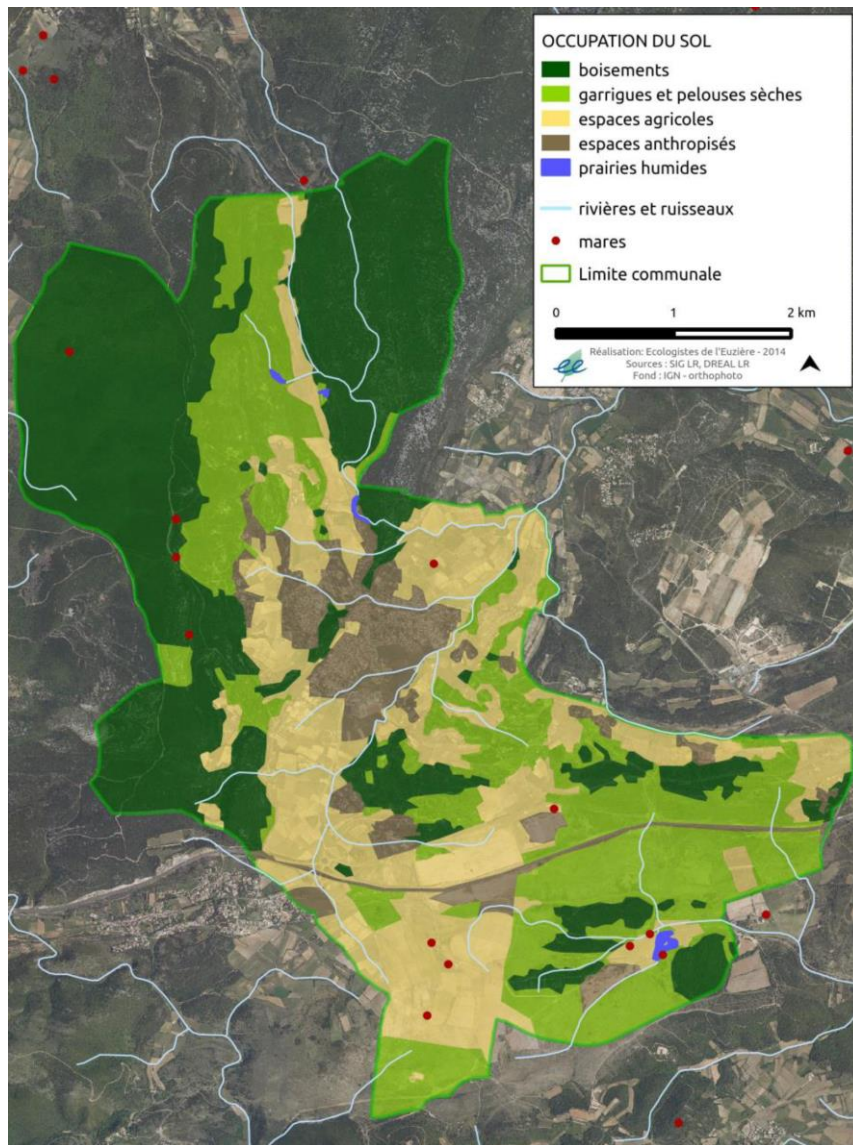 OCCUPATION DU SOL
boisements
garrigues et pelouses sèches
espaces agricoles
espaces anthropisés
prairies humides
rivières et ruisseaux
mares
Limite communale
0 1 2 km
Réalisation: Ecologistes de l'Euzière - 2014
Sources : SIG LR, DREAL LR
Fond : IGN - orthophoto
ee